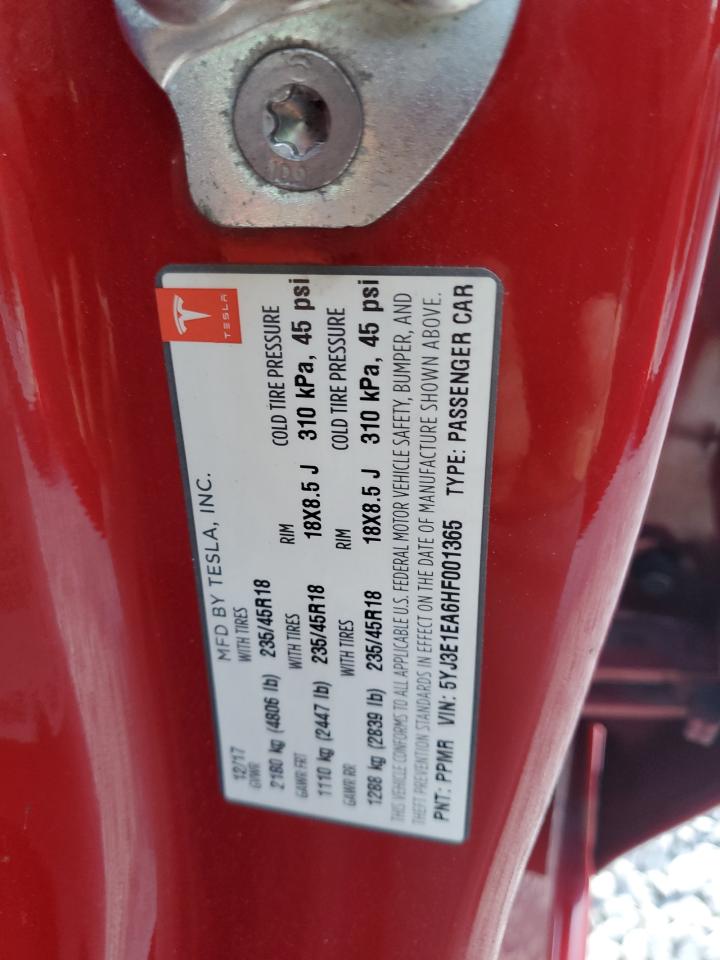 TESLA
MFD BY TESLA, INC.
12/17
GVWR WITH TIRES RIM COLD TIRE PRESSURE
2180 kg (4806 lb) 235/45R18 18X8.5 J 310 kPa, 45 psi
GAWR FRT WITH TIRES RIM COLD TIRE PRESSURE
1110 kg (2447 lb) 235/45R18 18X8.5 J 310 kPa, 45 psi
GAWR RR WITH TIRES
1288 kg (2839 lb) 235/45R18
THIS VEHICLE CONFORMS TO ALL APPLICABLE U.S. FEDERAL MOTOR VEHICLE SAFETY, BUMPER, AND
THEFT PREVENTION STANDARDS IN EFFECT ON THE DATE OF MANUFACTURE SHOWN ABOVE.
PNT: PPMR VIN: 5YJ3E1EA6HF001365 TYPE: PASSENGER CAR